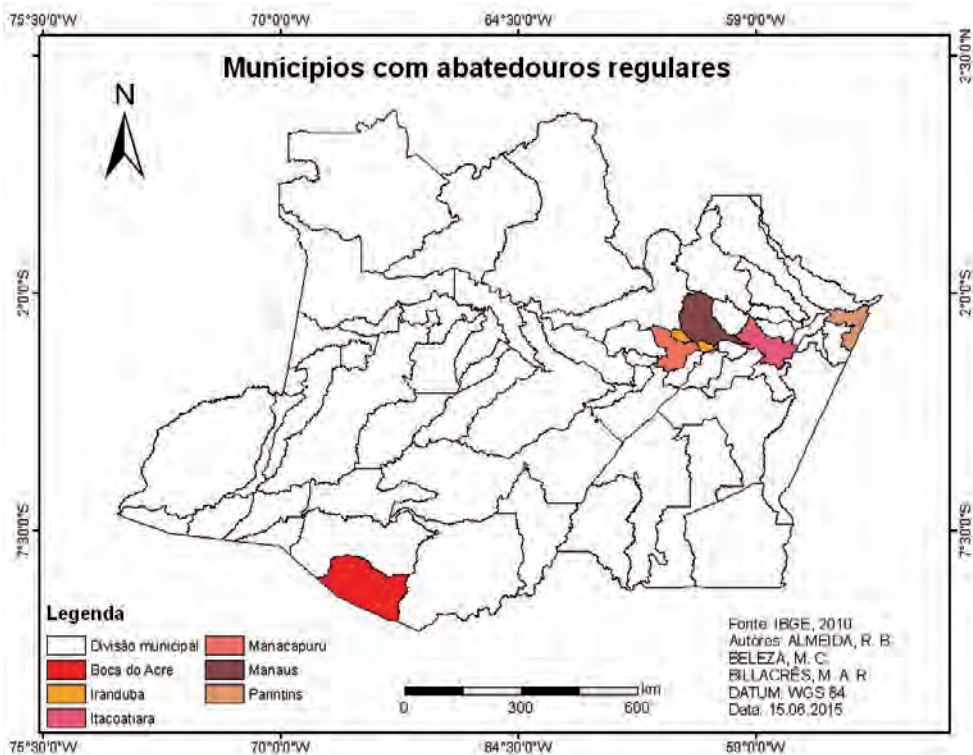 75°30'0"W 70°0'0"W 64°30'0"W 59°0'0"W
3°30'0"N
Municípios com abatedouros regulares
N
2°0'0"S 2°0'0"S
7°30'0"S 7°30'0"S
Legenda
Divisão municipal
Boca do Acre
Iranduba
Itacoatiara
Manacapuru
Manaus
Parintins
km
0 300 600
Fonte: IBGE, 2010
Autores: ALMEIDA, R. B.
BELEZA, M. C.
BILLACRÊS, M. A. R
DATUM: WGS 84
Data: 15.06.2015
75°30'0"W 70°0'0"W 64°30'0"W 59°0'0"W